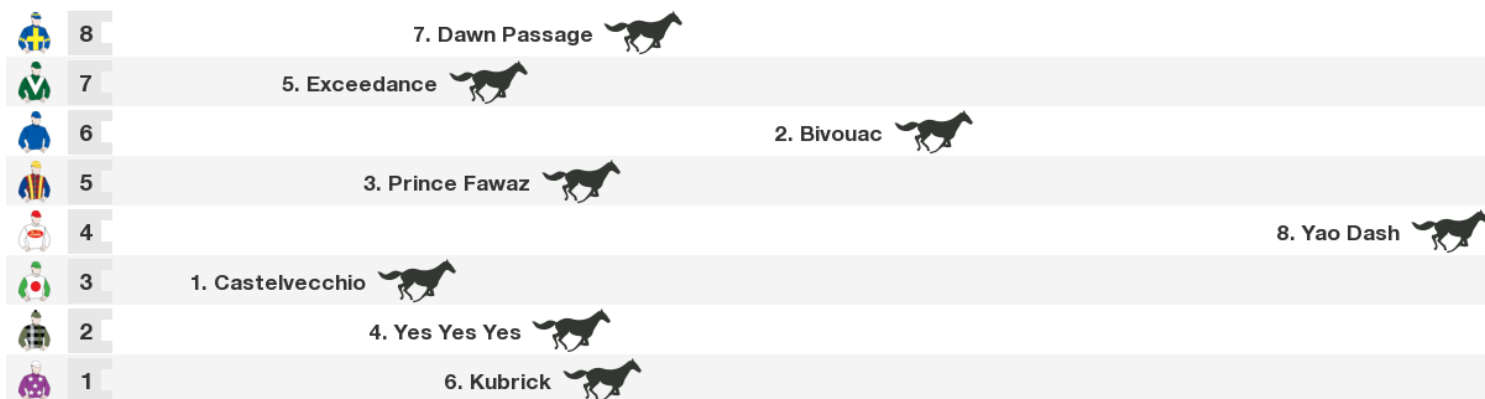 8 7. Dawn Passage
7 5. Exceedance
6 2. Bivouac
5 3. Prince Fawaz
4 8. Yao Dash
3 1. Castelvecchio
2 4. Yes Yes Yes
1 6. Kubrick